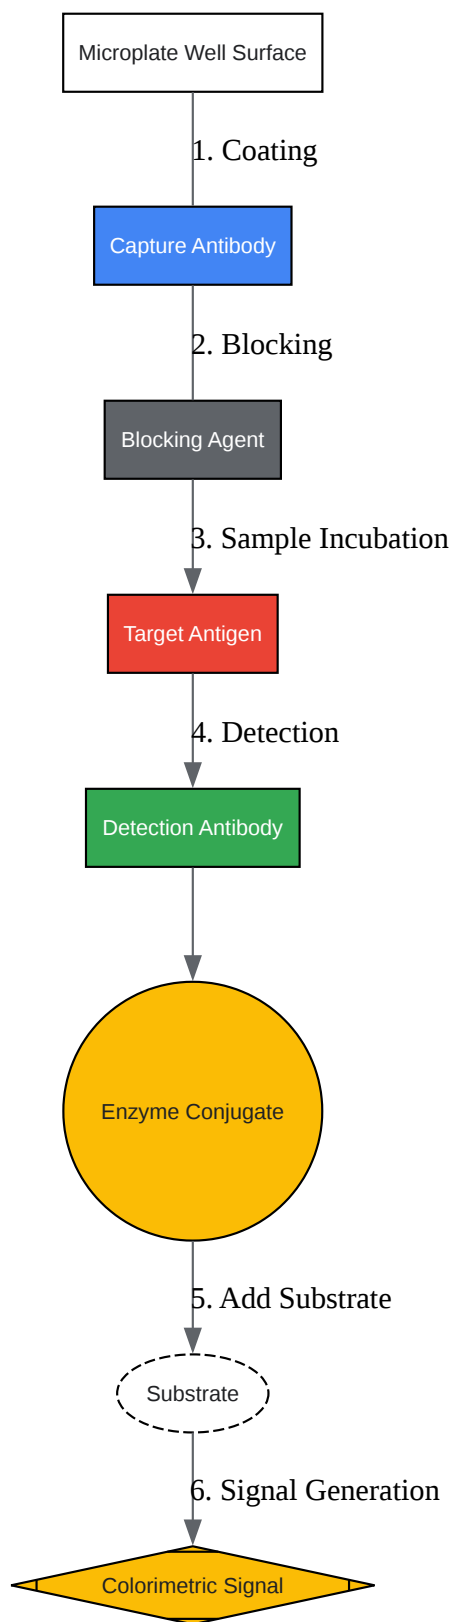 Microplate Well Surface
1. Coating
Capture Antibody
2. Blocking
Blocking Agent
3. Sample Incubation
Target Antigen
4. Detection
Detection Antibody
Enzyme Conjugate
5. Add Substrate
Substrate
6. Signal Generation
Colorimetric Signal